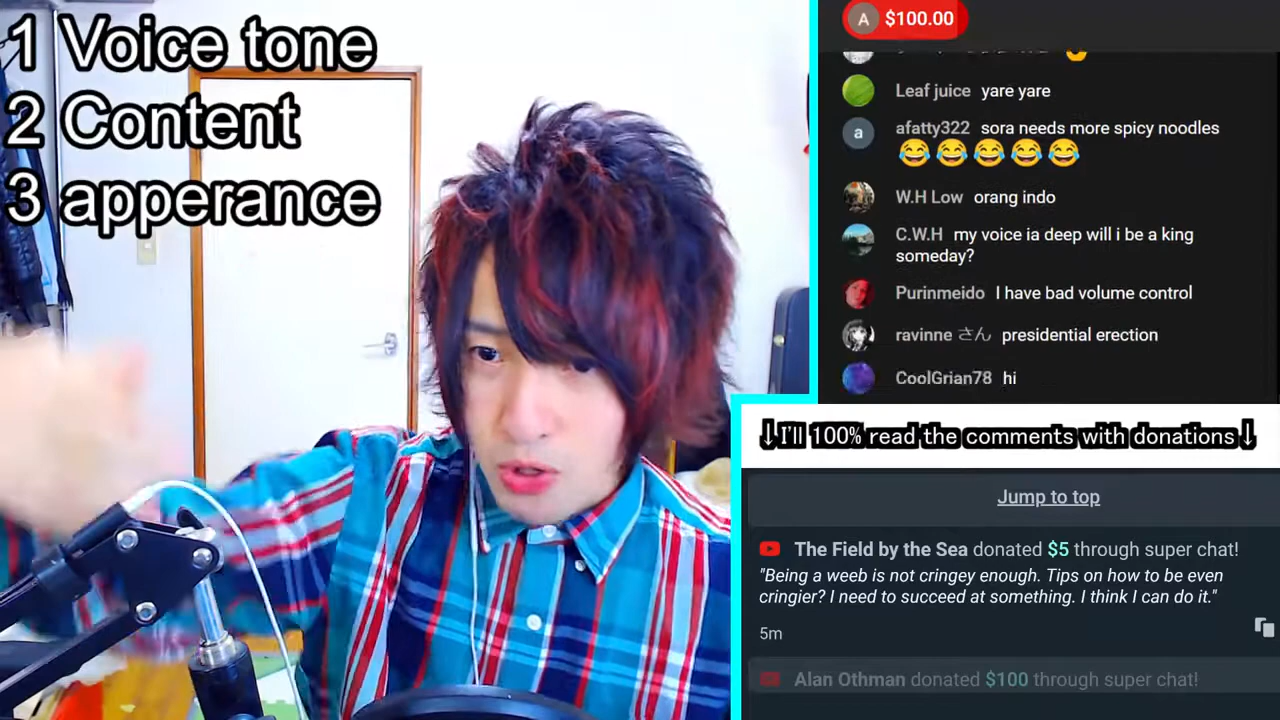 1 Voice tone
2 Content
3 apperance
A $100.00
Leaf juice yare yare
a afatty322 sora needs more spicy noodles
😂😂😂😂😂
W.H Low orang indo
C.W.H my voice ia deep will i be a king
someday?
Purinmeido I have bad volume control
ravinne さん presidential erection
CoolGrian78 hi
↓I'll 100% read the comments with donations↓
Jump to top
The Field by the Sea donated $5 through super chat!
"Being a weeb is not cringey enough. Tips on how to be even
cringier? I need to succeed at something. I think I can do it."
5m
Alan Othman donated $100 through super chat!